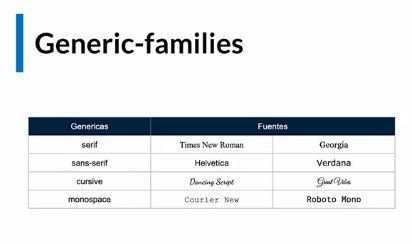 Generic-families
Genericas Fuentes
serif Times New Roman Georgia
sans-serif Helvetica Verdana
cursive Dancing Script Great Vibes
monospace Courier New Roboto Mono